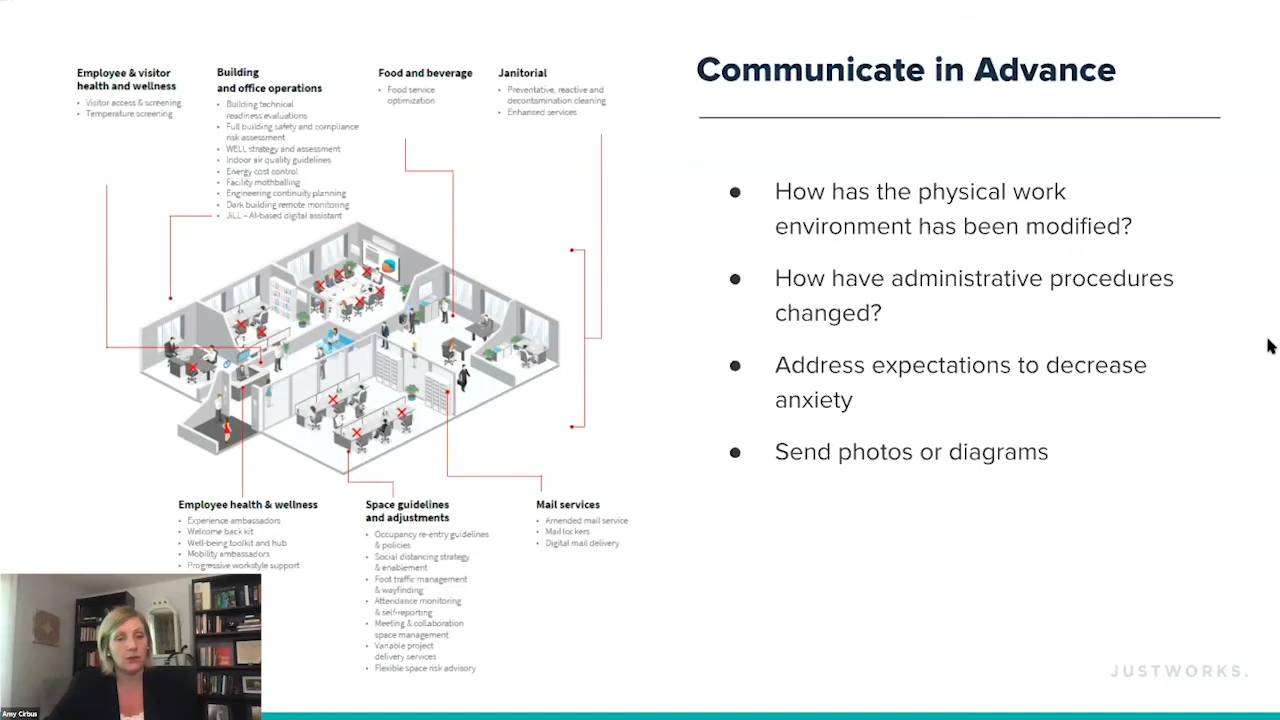 Communicate in Advance
● How has the physical work
environment has been modified?
● How have administrative procedures
changed?
● Address expectations to decrease
anxiety
● Send photos or diagrams
Employee & visitor
health and wellness
• Visitor access & screening
• Temperature screening
Building
and office operations
• Building technical
readiness evaluations
• Full building safety and compliance
risk assessment
• WELL strategy and assessment
• Indoor air quality guidelines
• Energy cost control
• Facility mothballing
• Engineering continuity planning
• Dark building remote monitoring
• JiLL – AI-based digital assistant
Food and beverage
• Food service
optimization
Janitorial
• Preventative, reactive and
decontamination cleaning
• Enhanced services
Employee health & wellness
• Experience ambassadors
• Welcome back kit
• Well-being toolkit and hub
• Mobility ambassadors
• Progressive workstyle support
Space guidelines
and adjustments
• Occupancy re-entry guidelines
& policies
• Social distancing strategy
& enablement
• Foot traffic management
& wayfinding
• Attendance monitoring
& self-reporting
• Meeting & collaboration
space management
• Variable project
delivery services
• Flexible space risk advisory
Mail services
• Amended mail service
• Mail lockers
• Digital mail delivery
JUSTWORKS.
Amy Cirbus